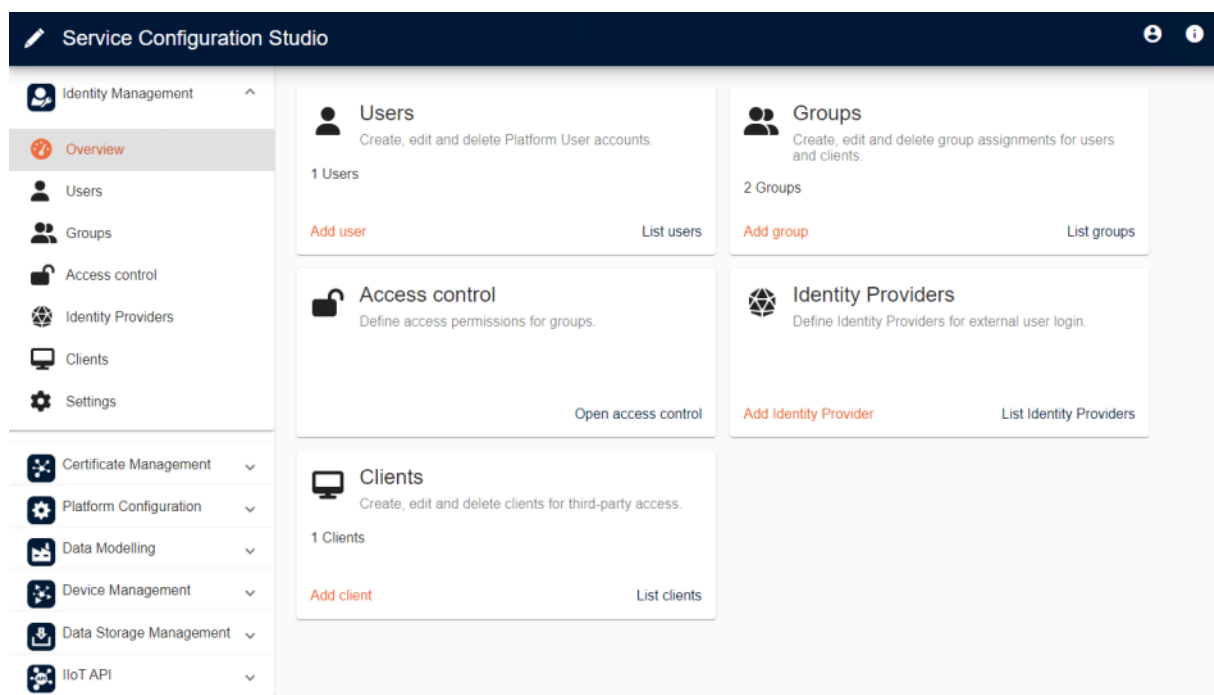 Service Configuration Studio
Identity Management
Overview
Users
Groups
Access control
Identity Providers
Clients
Settings
Certificate Management
Platform Configuration
Data Modelling
Device Management
Data Storage Management
IIoT API
Users
Create, edit and delete Platform User accounts.
1 Users
Add user
List users
Groups
Create, edit and delete group assignments for users
and clients.
2 Groups
Add group
List groups
Access control
Define access permissions for groups.
Open access control
Identity Providers
Define Identity Providers for external user login.
Add Identity Provider
List Identity Providers
Clients
Create, edit and delete clients for third-party access.
1 Clients
Add client
List clients